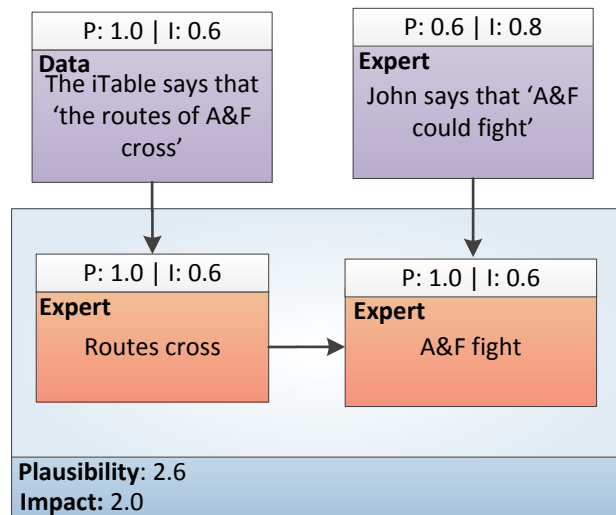 P: 1.0 | I: 0.6
Data
The iTable says that
‘the routes of A&F
cross’
P: 0.6 | I: 0.8
Expert
John says that ‘A&F
could fight’
P: 1.0 | I: 0.6
Expert
Routes cross
P: 1.0 | I: 0.6
Expert
A&F fight
Plausibility: 2.6
Impact: 2.0